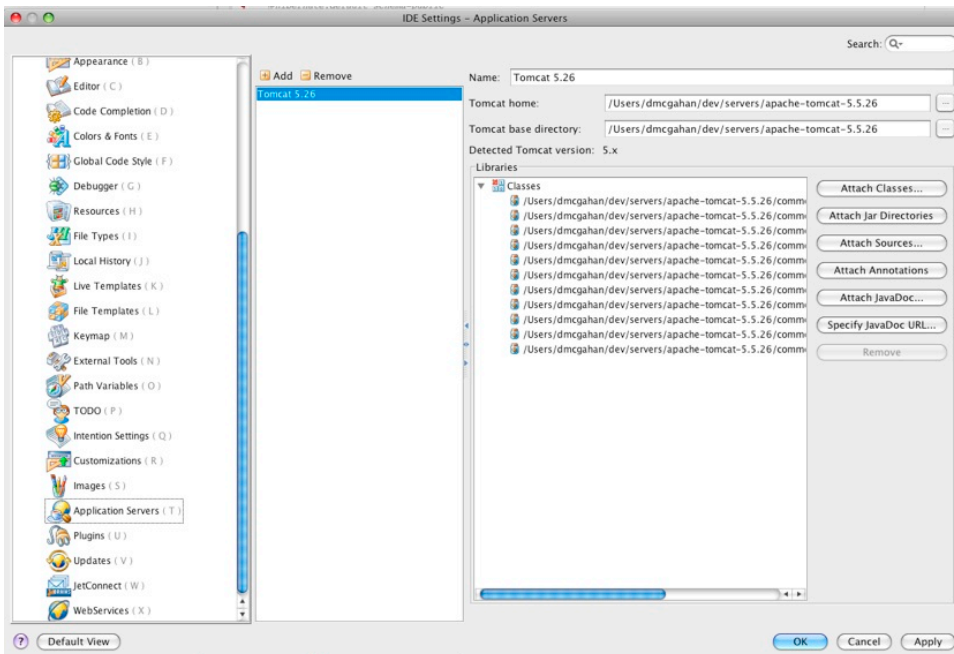 IDE Settings – Application Servers
Search:
Appearance ( B )
Editor ( C )
Code Completion ( D )
Colors & Fonts ( E )
Global Code Style ( F )
Debugger ( G )
Resources ( H )
File Types ( I )
Local History ( J )
Live Templates ( K )
File Templates ( L )
Keymap ( M )
External Tools ( N )
Path Variables ( O )
TODO ( P )
Intention Settings ( Q )
Customizations ( R )
Images ( S )
Application Servers ( T )
Plugins ( U )
Updates ( V )
JetConnect ( W )
WebServices ( X )
Add Remove
Tomcat 5.26
Name: Tomcat 5.26
Tomcat home: /Users/dmcgahan/dev/servers/apache-tomcat-5.5.26 ...
Tomcat base directory: /Users/dmcgahan/dev/servers/apache-tomcat-5.5.26 ...
Detected Tomcat version: 5.x
Libraries
Classes
/Users/dmcgahan/dev/servers/apache-tomcat-5.5.26/comm
/Users/dmcgahan/dev/servers/apache-tomcat-5.5.26/comm
/Users/dmcgahan/dev/servers/apache-tomcat-5.5.26/comm
/Users/dmcgahan/dev/servers/apache-tomcat-5.5.26/comm
/Users/dmcgahan/dev/servers/apache-tomcat-5.5.26/comm
/Users/dmcgahan/dev/servers/apache-tomcat-5.5.26/comm
/Users/dmcgahan/dev/servers/apache-tomcat-5.5.26/comm
/Users/dmcgahan/dev/servers/apache-tomcat-5.5.26/comm
/Users/dmcgahan/dev/servers/apache-tomcat-5.5.26/comm
/Users/dmcgahan/dev/servers/apache-tomcat-5.5.26/comm
/Users/dmcgahan/dev/servers/apache-tomcat-5.5.26/comm
Attach Classes...
Attach Jar Directories
Attach Sources...
Attach Annotations
Attach JavaDoc...
Specify JavaDoc URL...
Remove
? Default View
OK Cancel Apply